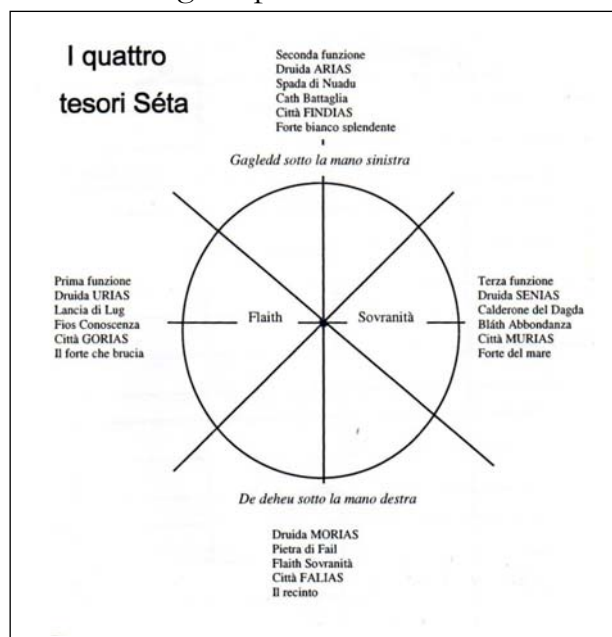 I quattro
tesori Séta
Seconda funzione
Druida ARIAS
Spada di Nuadu
Cath Battaglia
Città FINDIAS
Forte bianco splendente
Gagledd sotto la mano sinistra
Prima funzione
Druida URIAS
Lancia di Lug
Fios Conoscenza
Città GORIAS
Il forte che brucia
Flaith
Sovranità
Terza funzione
Druida SENIAS
Calderone del Dagda
Bláth Abbondanza
Città MURIAS
Forte del mare
De deheu sotto la mano destra
Druida MORIAS
Pietra di Fail
Flaith Sovranità
Città FALIAS
Il recinto